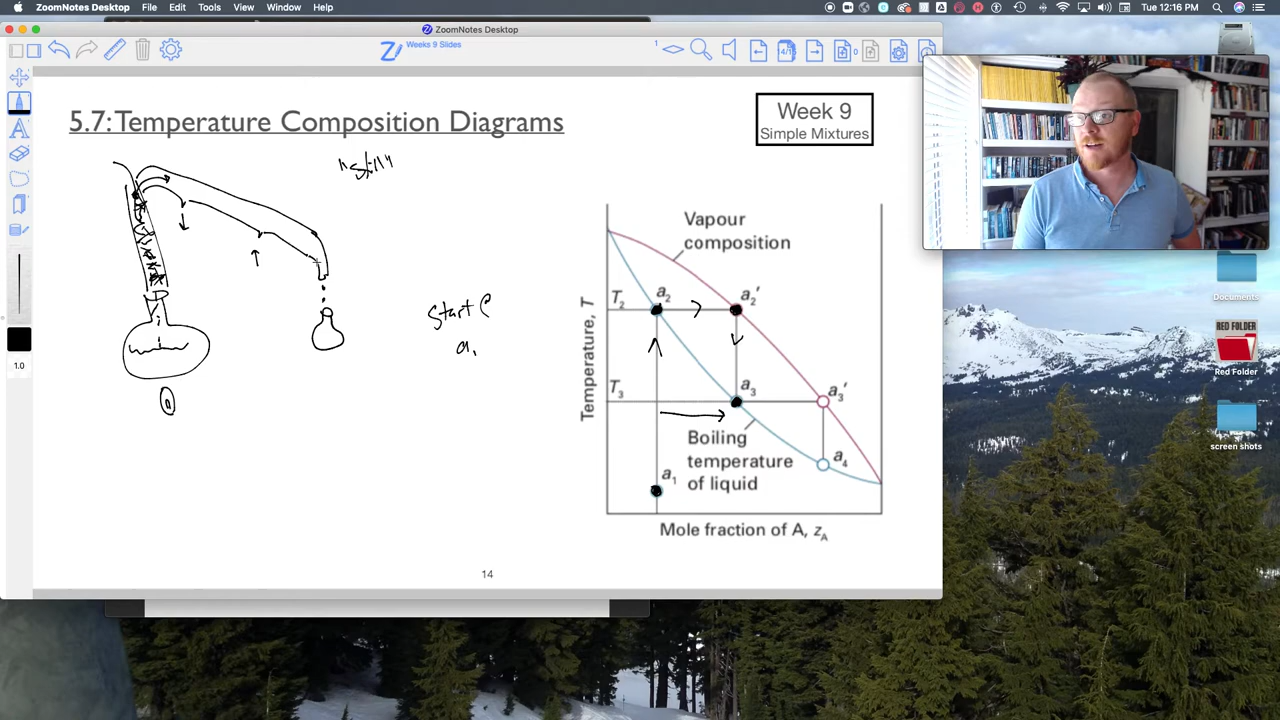 ZoomNotes Desktop File Edit Tools View Window Help
Tue 12:16 PM
ZoomNotes Desktop
Weeks 9 Slides
5.7: Temperature Composition Diagrams
Week 9
Simple Mixtures
"Still"
Start @
a1
Vapour
composition
T2
a2
a2′
T3
a3
a3′
Boiling
temperature
of liquid
a4
a1
Temperature, T
Mole fraction of A, zA
14
1.0
Documents
Red Folder
screen shots
RED FOLDER